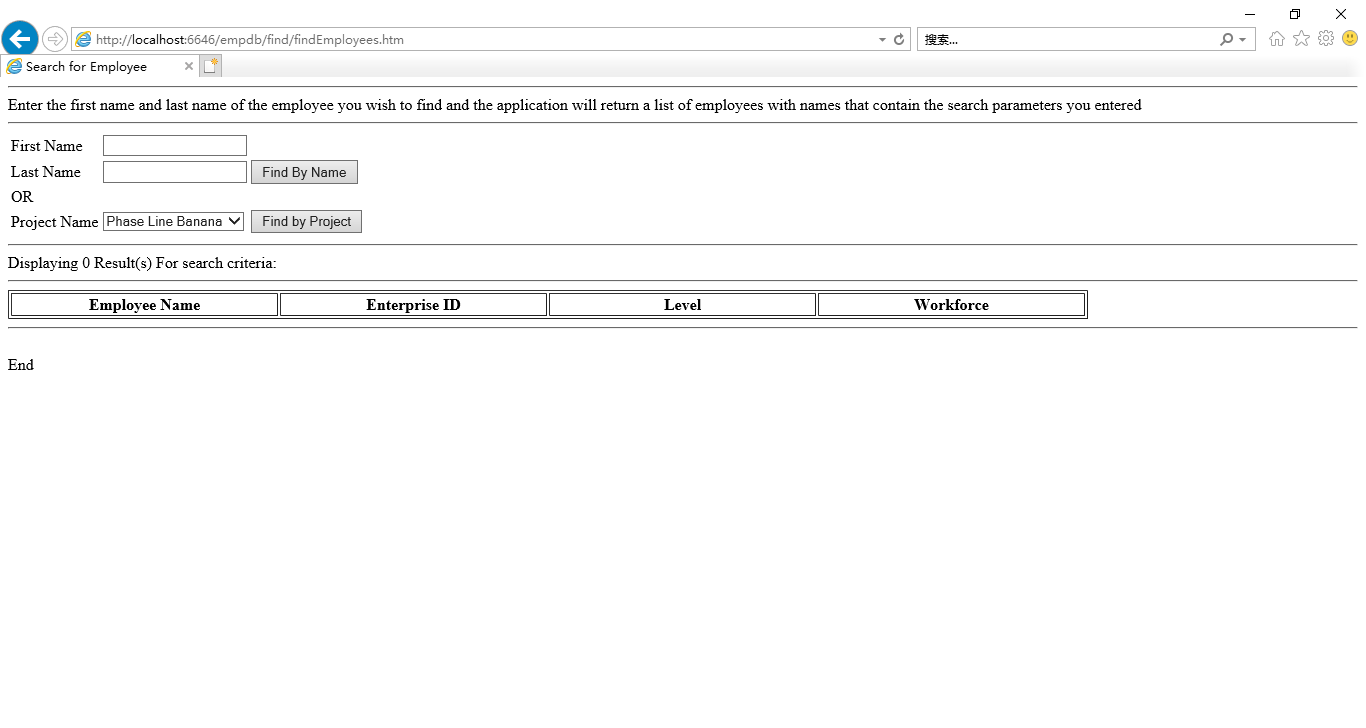 http://localhost:6646/empdb/find/findEmployees.htm
搜索...
Search for Employee
Enter the first name and last name of the employee you wish to find and the application will return a list of employees with names that contain the search parameters you entered
First Name
Last Name Find By Name
OR
Project Name Phase Line Banana Find by Project
Displaying 0 Result(s) For search criteria:
Employee Name Enterprise ID Level Workforce
End